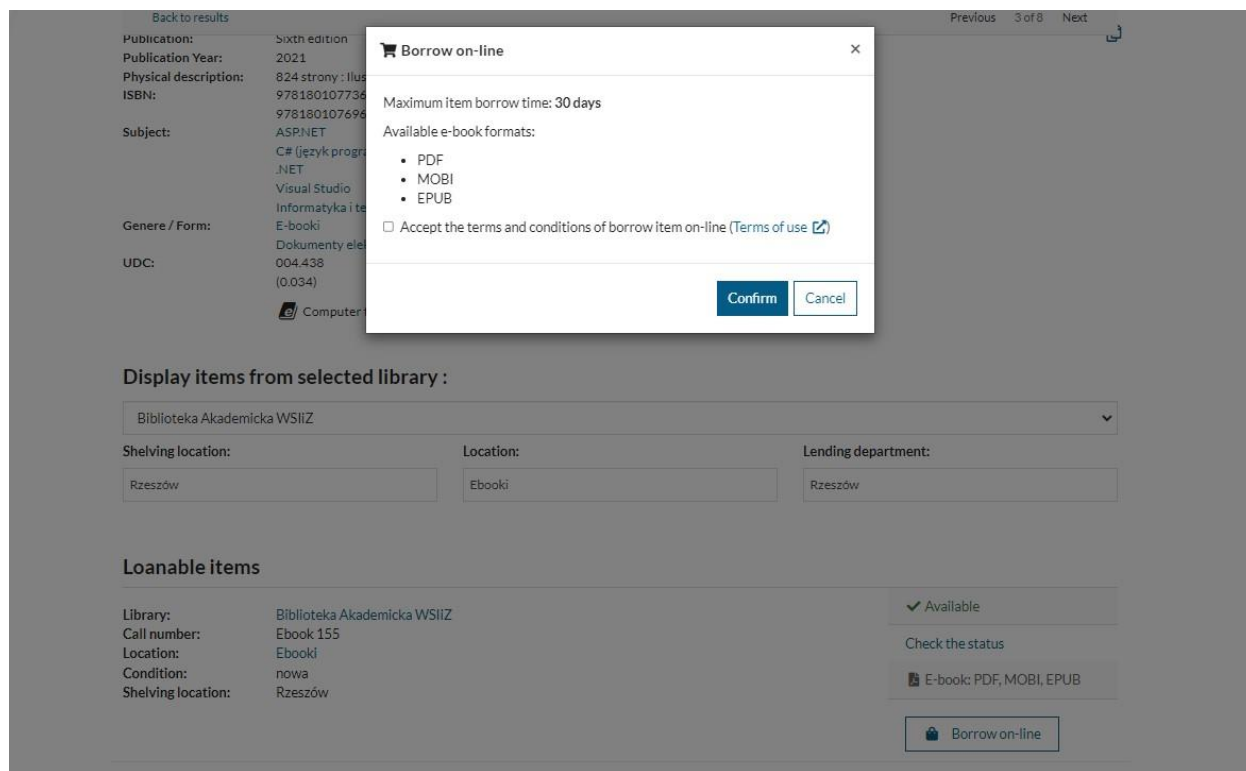 Back to results
Previous 3 of 8 Next
Publication: Sixth edition
Publication Year: 2021
Physical description: 824 strony : Ilus
ISBN: 978180107736
978180107696
Subject: ASP.NET
C# (język progra
.NET
Visual Studio
Informatyka i te
Genere / Form: E-booki
Dokumenty elek
UDC: 004.438
(0.034)
Computer f
Borrow on-line ×
Maximum item borrow time: 30 days
Available e-book formats:
• PDF
• MOBI
• EPUB
Accept the terms and conditions of borrow item on-line (Terms of use)
Confirm Cancel
Display items from selected library :
Biblioteka Akademicka WSIiZ
Shelving location: Location: Lending department:
Rzeszów Ebooki Rzeszów
Loanable items
Library: Biblioteka Akademicka WSIiZ
Call number: Ebook 155
Location: Ebooki
Condition: nowa
Shelving location: Rzeszów
Available
Check the status
E-book: PDF, MOBI, EPUB
Borrow on-line